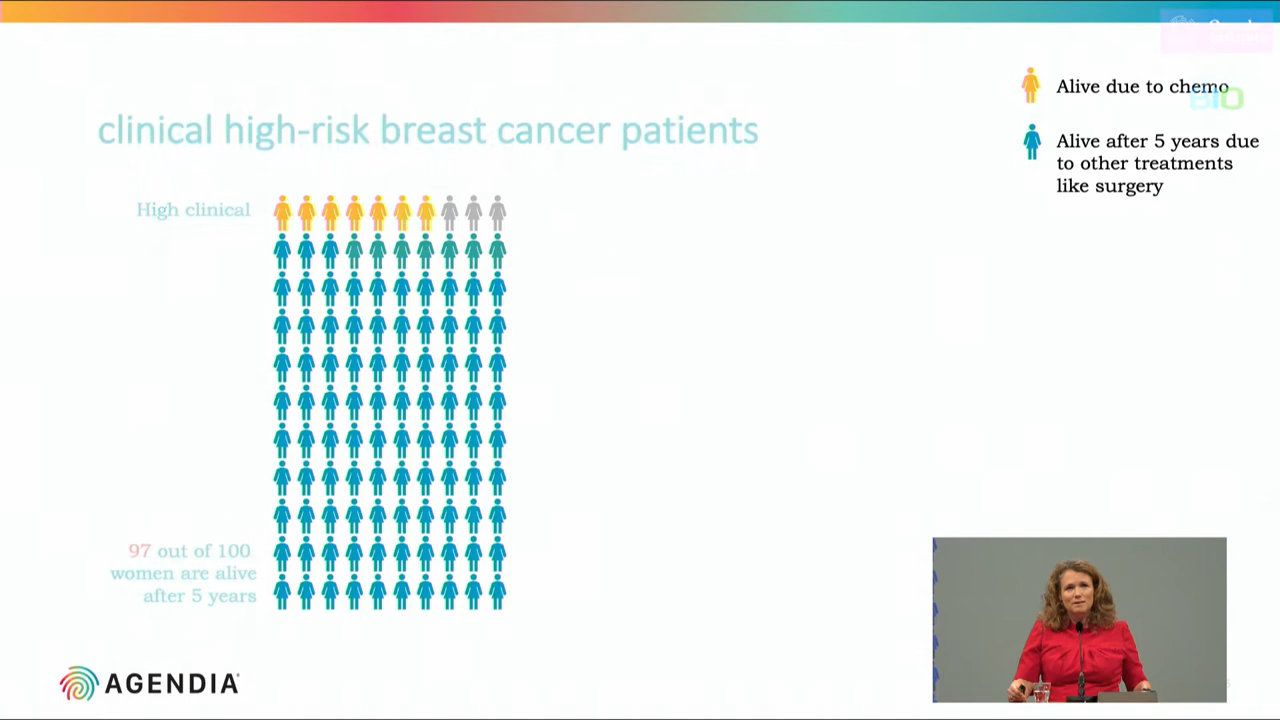 Alive due to chemo
BIO
clinical high-risk breast cancer patients
Alive after 5 years due
to other treatments
like surgery
High clinical
97 out of 100
women are alive
after 5 years
AGENDIA